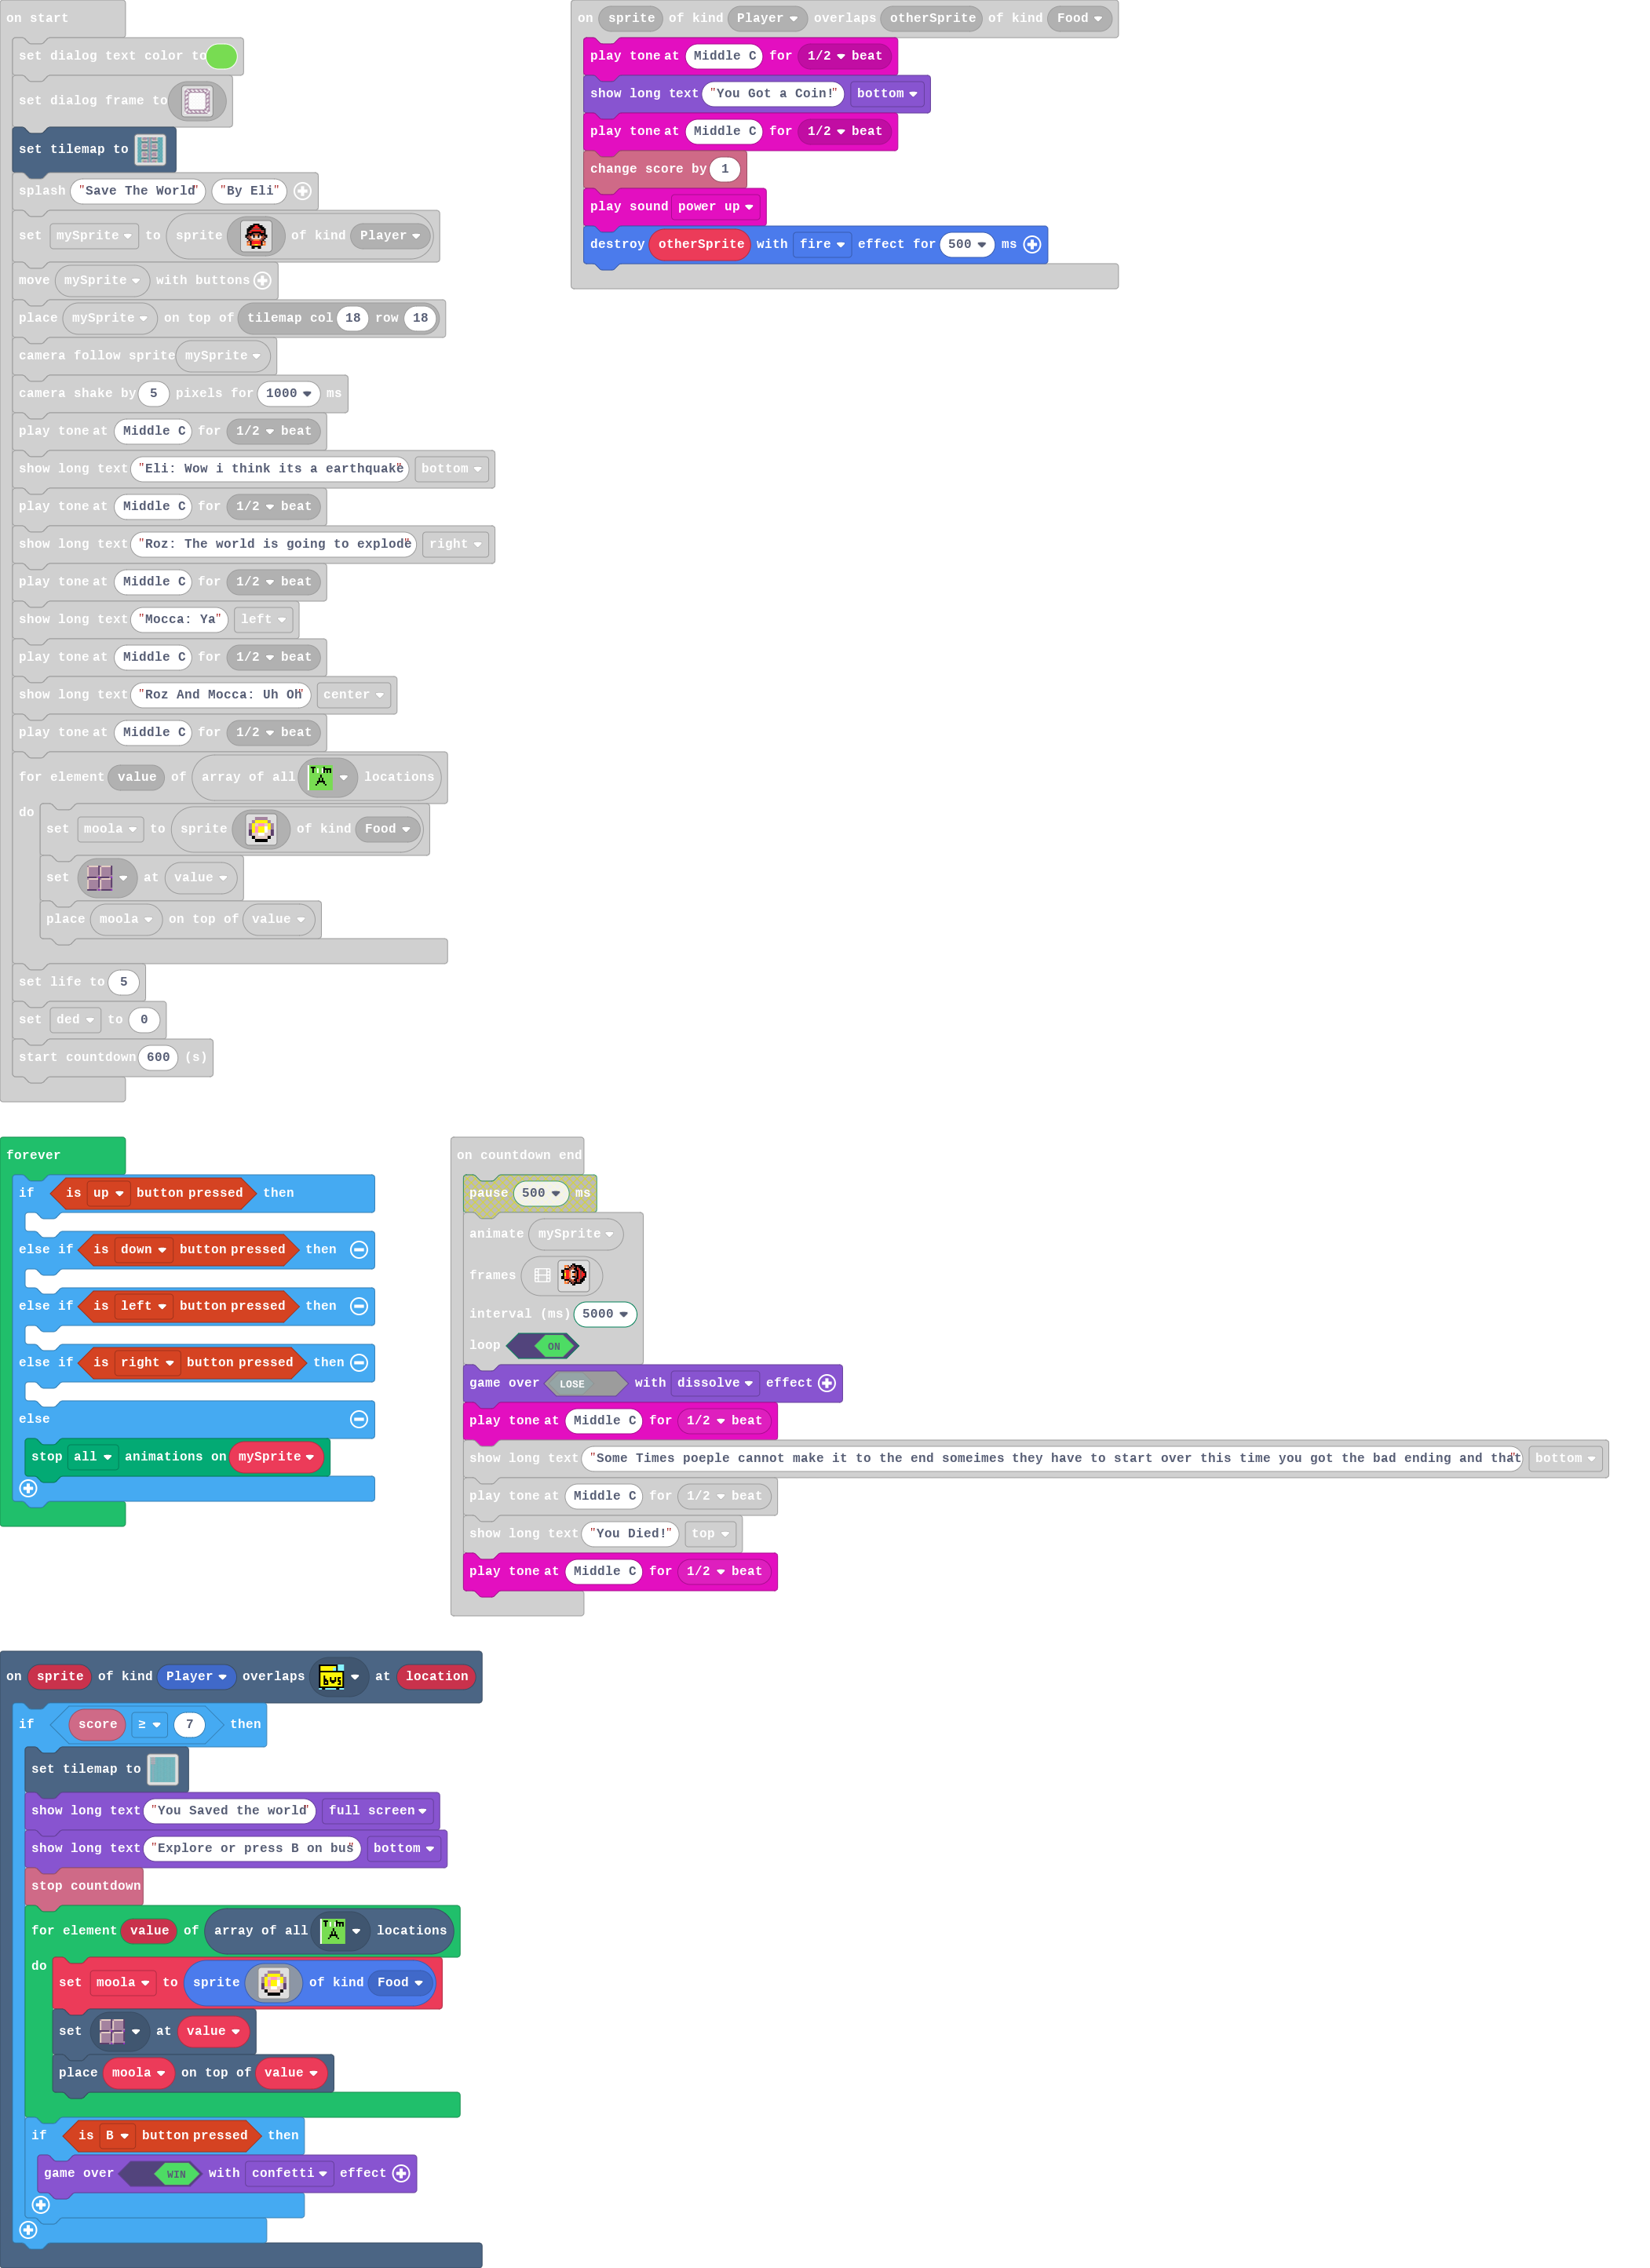 on start
set dialog text color to
set dialog frame to
set tilemap to
splash "Save The World" "By Eli"
set mySprite to sprite of kind Player
move mySprite with buttons
place mySprite on top of tilemap col 18 row 18
camera follow sprite mySprite
camera shake by 5 pixels for 1000 ms
play tone at Middle C for 1/2 beat
show long text "Eli: Wow i think its a earthquake" bottom
play tone at Middle C for 1/2 beat
show long text "Roz: The world is going to explode" right
play tone at Middle C for 1/2 beat
show long text "Mocca: Ya" left
play tone at Middle C for 1/2 beat
show long text "Roz And Mocca: Uh Oh" center
play tone at Middle C for 1/2 beat
for element value of array of all locations
do
set moola to sprite of kind Food
set at value
place moola on top of value
set life to 5
set ded to 0
start countdown 600 (s)
on sprite of kind Player overlaps otherSprite of kind Food
play tone at Middle C for 1/2 beat
show long text "You Got a Coin!" bottom
play tone at Middle C for 1/2 beat
change score by 1
play sound power up
destroy otherSprite with fire effect for 500 ms
forever
if is up button pressed then
else if is down button pressed then
else if is left button pressed then
else if is right button pressed then
else
stop all animations on mySprite
on countdown end
pause 500 ms
animate mySprite
frames
interval (ms) 5000
loop ON
game over LOSE with dissolve effect
play tone at Middle C for 1/2 beat
show long text "Some Times poeple cannot make it to the end someimes they have to start over this time you got the bad ending and that" bottom
play tone at Middle C for 1/2 beat
show long text "You Died!" top
play tone at Middle C for 1/2 beat
on sprite of kind Player overlaps bus at location
if score ≥ 7 then
set tilemap to
show long text "You Saved the world" full screen
show long text "Explore or press B on bus" bottom
stop countdown
for element value of array of all locations
do
set moola to sprite of kind Food
set at value
place moola on top of value
if is B button pressed then
game over WIN with confetti effect